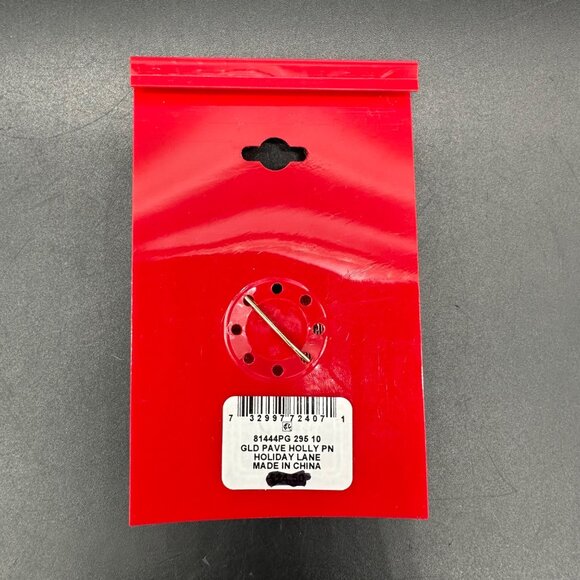 7 32997 72407 1
81444PG 295 10
GLD PAVE HOLLY PN
HOLIDAY LANE
MADE IN CHINA